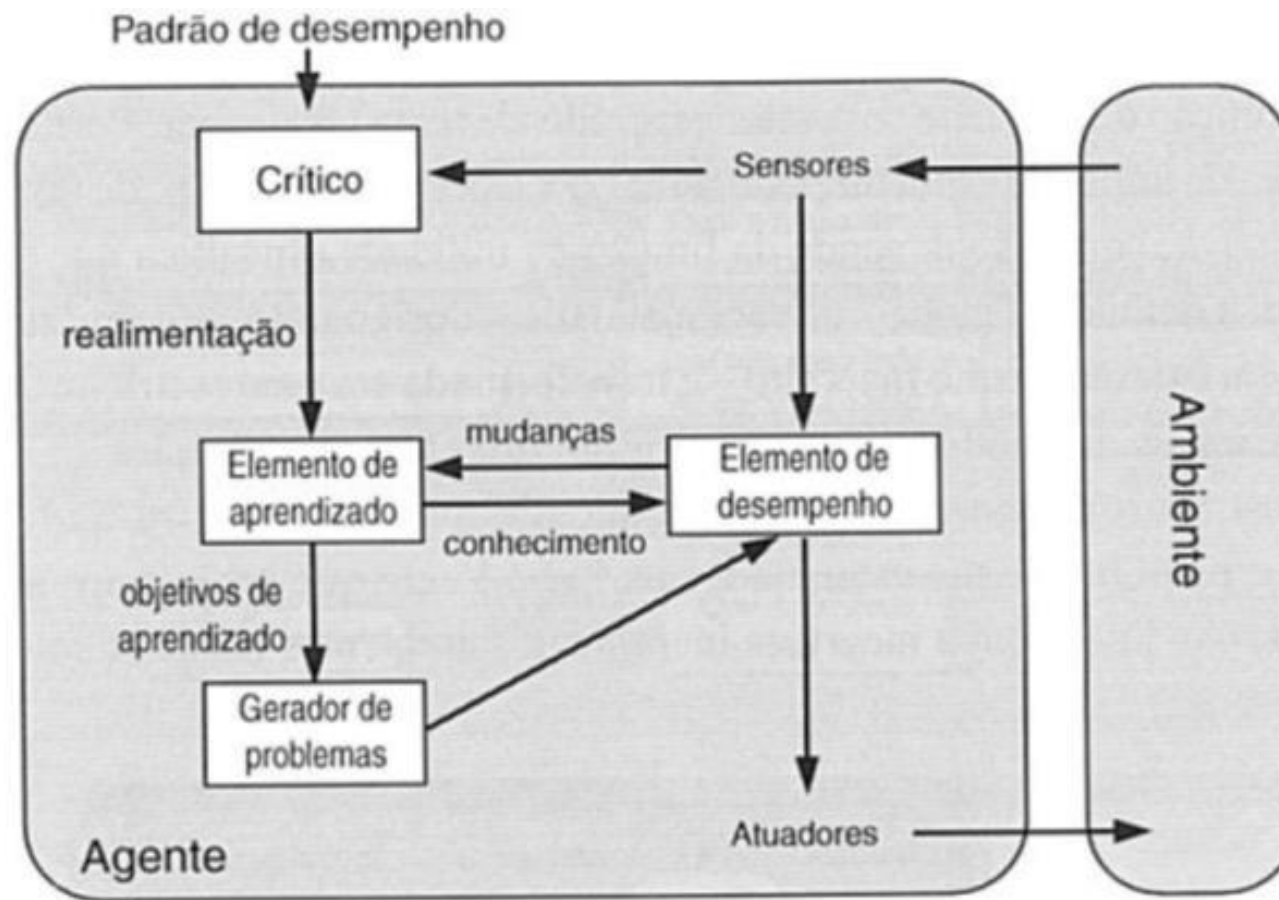 Padrão de desempenho
Crítico
Sensores
realimentação
mudanças
Elemento de
aprendizado
Elemento de
desempenho
conhecimento
objetivos de
aprendizado
Gerador de
problemas
Atuadores
Agente
Ambiente